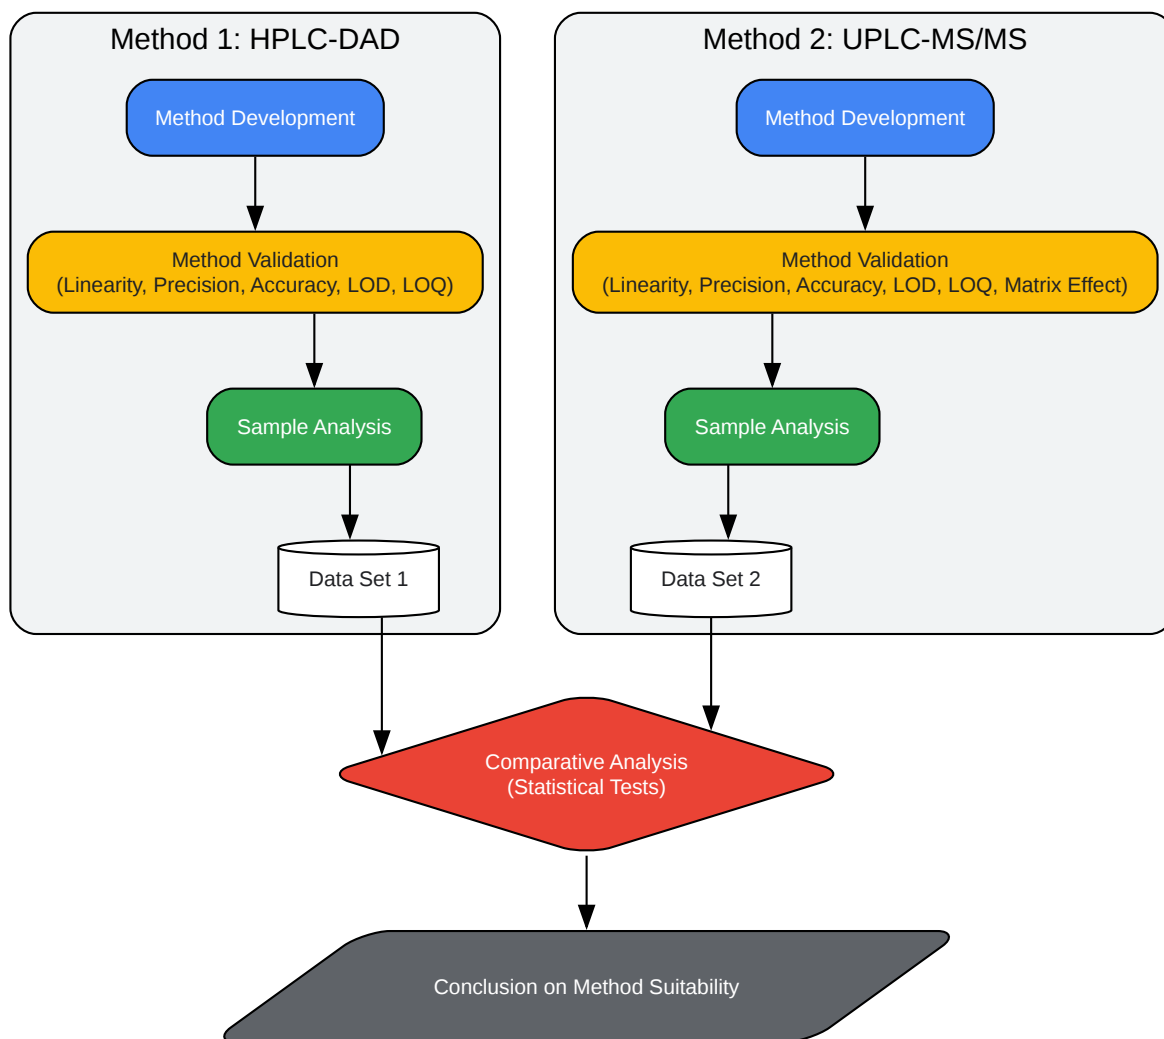 Method 1: HPLC-DAD
Method Development
Method Validation
(Linearity, Precision, Accuracy, LOD, LOQ)
Sample Analysis
Data Set 1
Method 2: UPLC-MS/MS
Method Development
Method Validation
(Linearity, Precision, Accuracy, LOD, LOQ, Matrix Effect)
Sample Analysis
Data Set 2
Comparative Analysis
(Statistical Tests)
Conclusion on Method Suitability